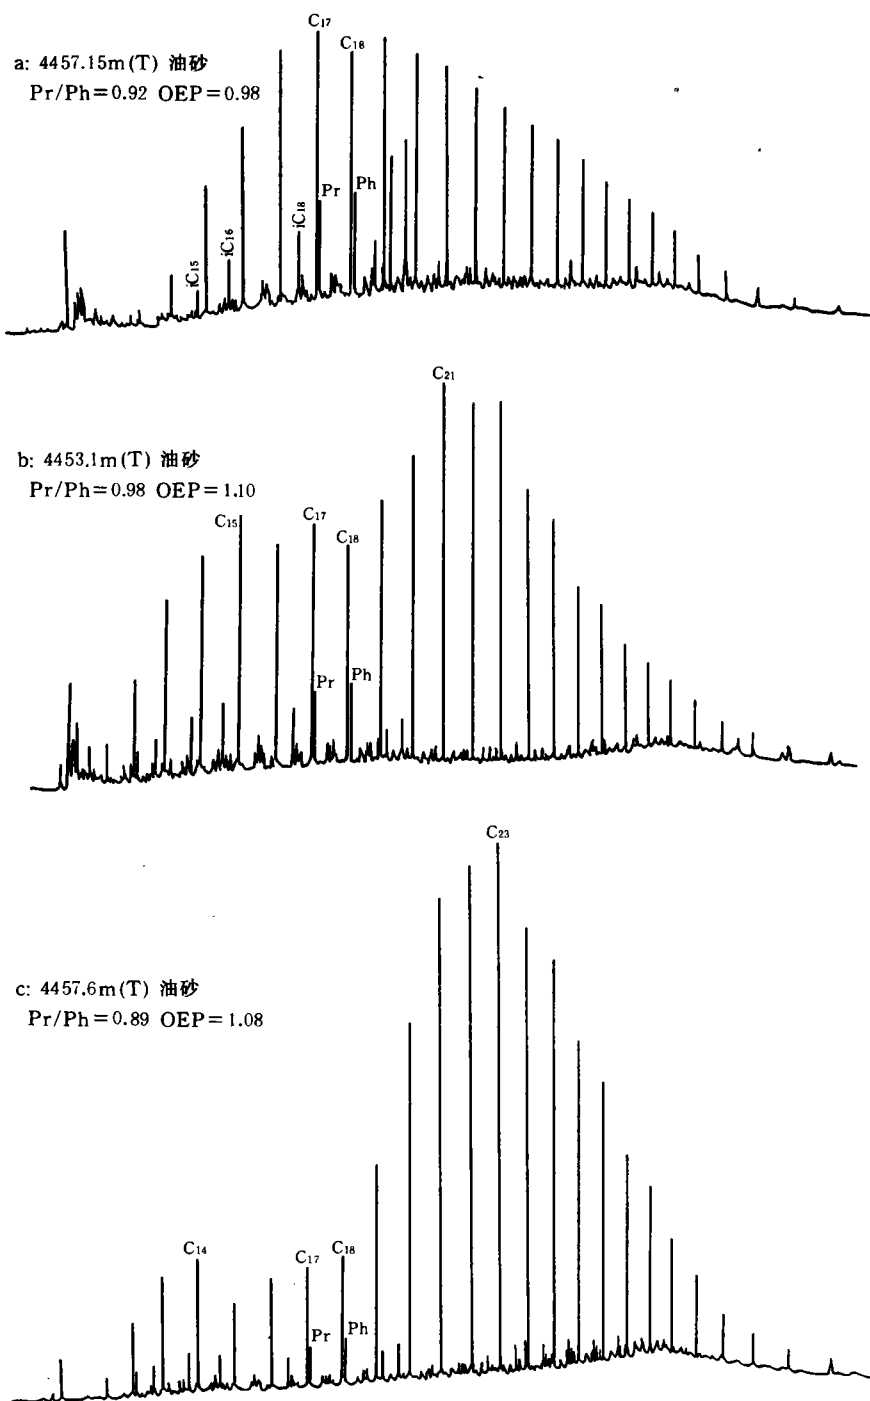 C₁₇
C₁₈
a: 4457.15m(T) 油砂
Pr/Ph=0.92 OEP=0.98
iC₁₅
iC₁₆
iC₁₈
Pr
Ph
C₂₁
b: 4453.1m(T) 油砂
Pr/Ph=0.98 OEP=1.10
C₁₅
C₁₇
C₁₈
Pr
Ph
C₂₃
c: 4457.6m(T) 油砂
Pr/Ph=0.89 OEP=1.08
C₁₄
C₁₇
C₁₈
Pr
Ph